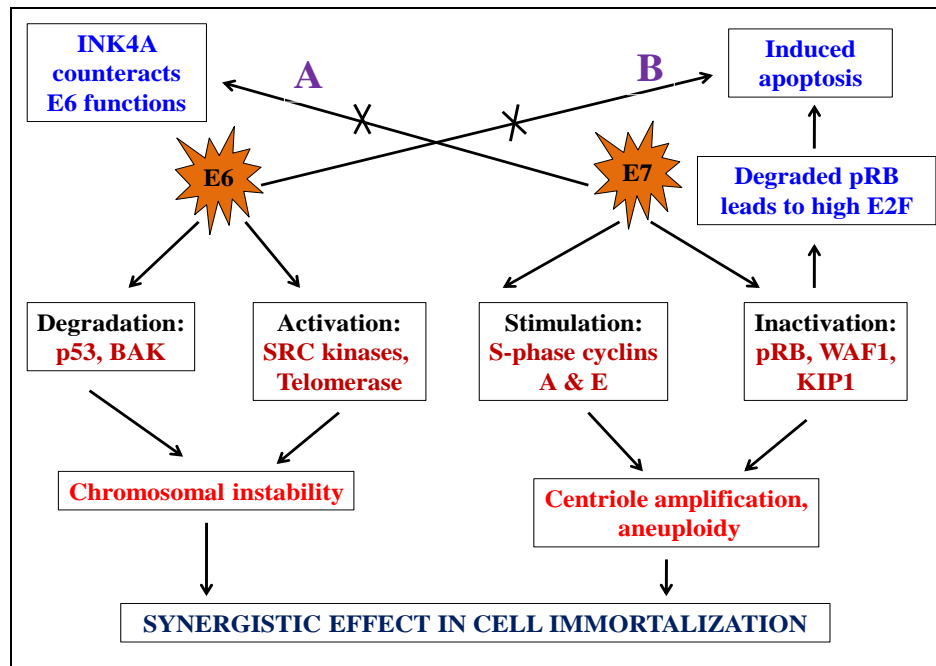 INK4A
counteracts
E6 functions
A
B
Induced
apoptosis
E6
E7
Degraded pRB
leads to high E2F
Degradation:
p53, BAK
Activation:
SRC kinases,
Telomerase
Stimulation:
S-phase cyclins
A & E
Inactivation:
pRB, WAF1,
KIP1
Chromosomal instability
Centriole amplification,
aneuploidy
SYNERGISTIC EFFECT IN CELL IMMORTALIZATION